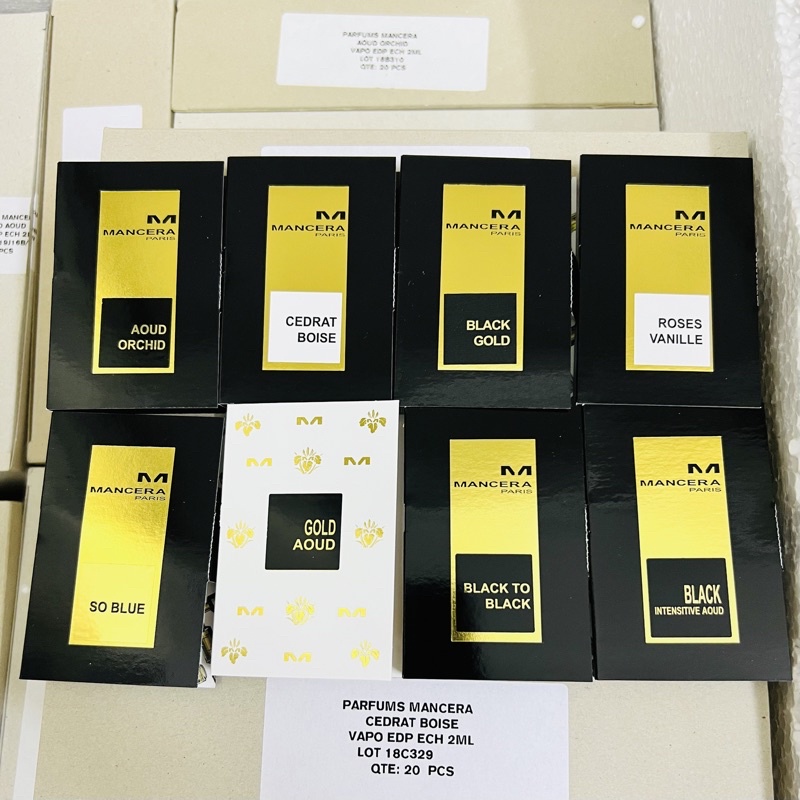 PARFUMS MANCERA
AOUD ORCHID
VAPO EDP ECH 2ML
LOT 18B310
QTE: 20 PCS
MANCERA
PARIS
AOUD
ORCHID
MANCERA
PARIS
CEDRAT
BOISE
MANCERA
PARIS
BLACK
GOLD
MANCERA
PARIS
ROSES
VANILLE
MANCERA
PARIS
SO BLUE
GOLD
AOUD
MANCERA
PARIS
BLACK TO
BLACK
MANCERA
PARIS
BLACK
INTENSITIVE AOUD
PARFUMS MANCERA
CEDRAT BOISE
VAPO EDP ECH 2ML
LOT 18C329
QTE: 20 PCS